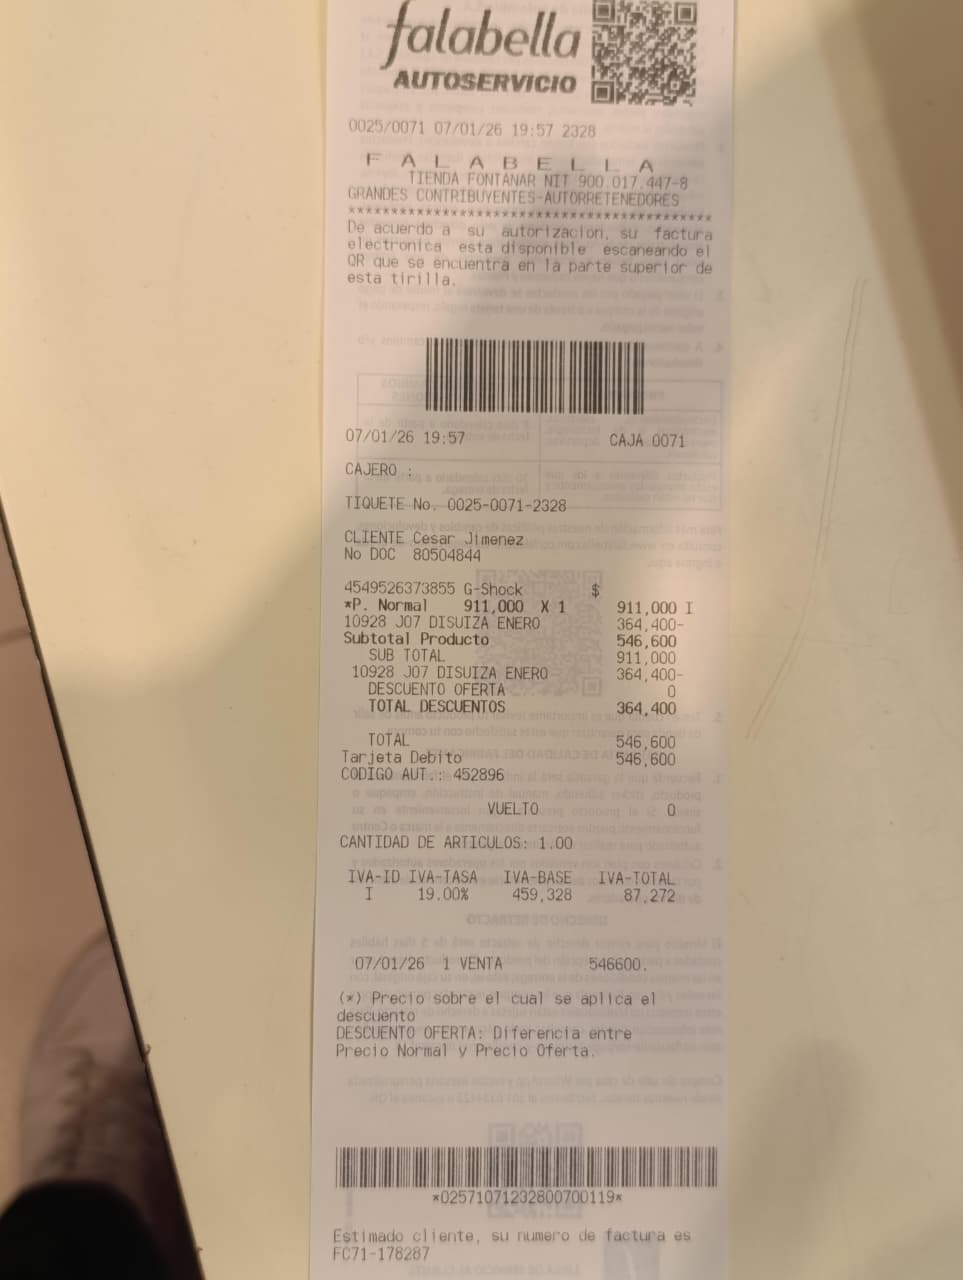 falabella
AUTOSERVICIO
0025/0071 07/01/26 19:57 2328
F A L A B E L L A
TIENDA FONTANAR NIT 900.017.447-8
GRANDES CONTRIBUYENTES-AUTORRETENEDORES
******************************************
De acuerdo a su autorizacion, su factura
electronica esta disponible escaneando el
QR que se encuentra en la parte superior de
esta tirilla.
07/01/26 19:57 CAJA 0071
CAJERO :
TIQUETE No. 0025-0071-2328
CLIENTE Cesar Jimenez
No DOC 80504844
4549526373855 G-Shock $
*P. Normal 911,000 X 1 911,000 I
10928 J07 DISUIZA ENERO 364,400-
Subtotal Producto 546,600
SUB TOTAL 911,000
10928 J07 DISUIZA ENERO 364,400-
DESCUENTO OFERTA 0
TOTAL DESCUENTOS 364,400
TOTAL 546,600
Tarjeta Debito 546,600
CODIGO AUT.: 452896
VUELTO 0
CANTIDAD DE ARTICULOS: 1.00
IVA-ID IVA-TASA IVA-BASE IVA-TOTAL
I 19.00% 459,328 87,272
07/01/26 1 VENTA 546600.
(*) Precio sobre el cual se aplica el
descuento
DESCUENTO OFERTA: Diferencia entre
Precio Normal y Precio Oferta.
*02571071232800700119*
Estimado cliente, su numero de factura es
FC71-178287